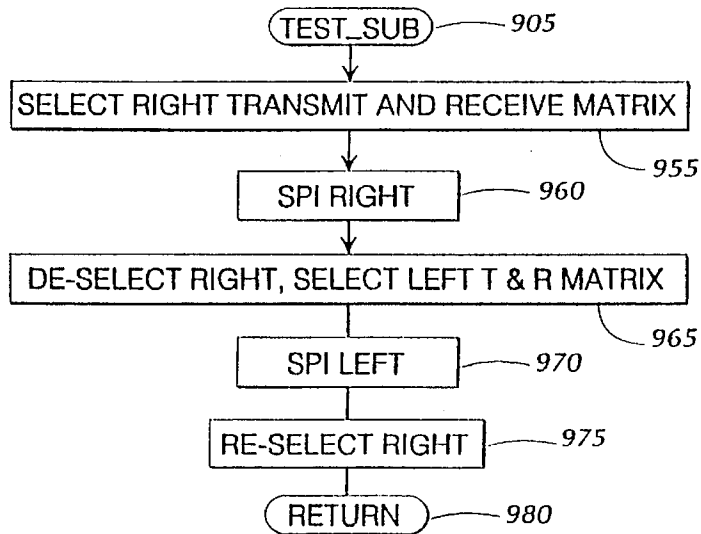 TEST_SUB
905
SELECT RIGHT TRANSMIT AND RECEIVE MATRIX
955
SPI RIGHT
960
DE-SELECT RIGHT, SELECT LEFT T & R MATRIX
965
SPI LEFT
970
RE-SELECT RIGHT
975
RETURN
980